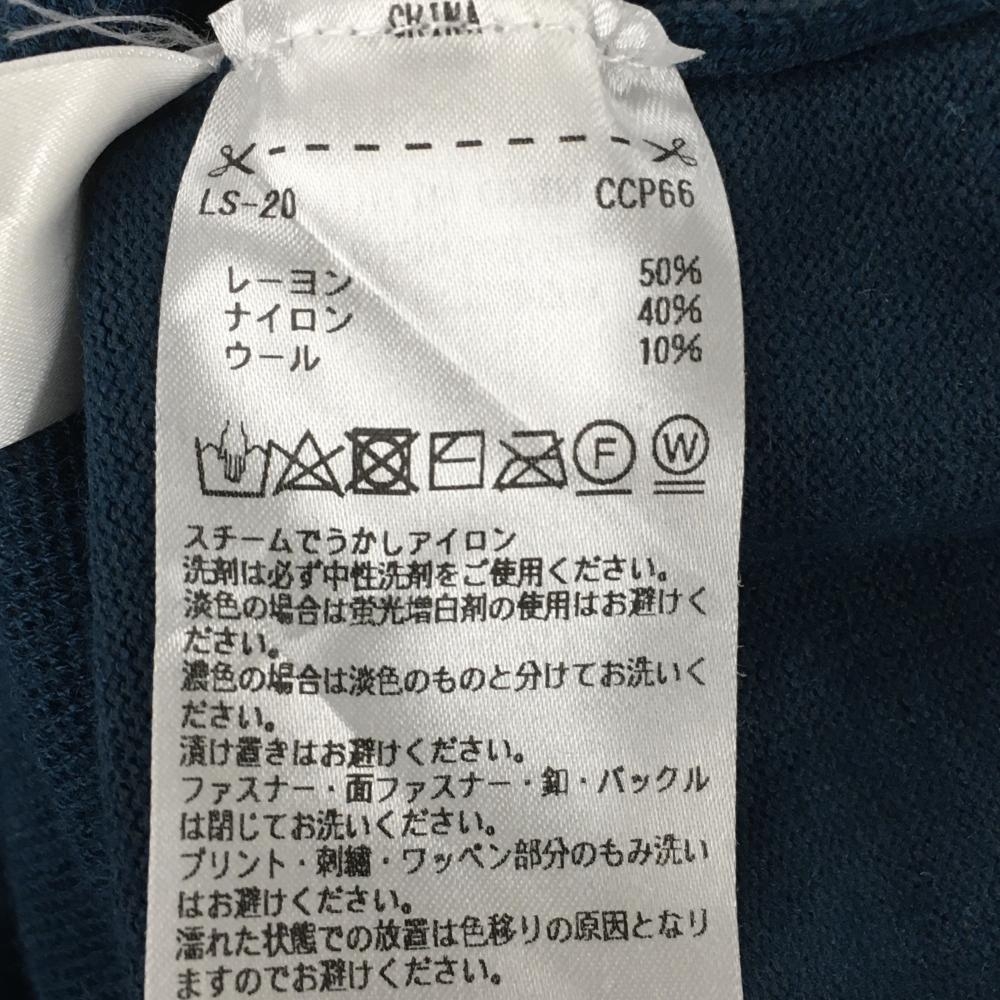 CHINA
LS-20 CCP66
レーヨン 50%
ナイロン 40%
ウール 10%
F W
スチームでうかしアイロン
洗剤は必ず中性洗剤をご使用ください。
淡色の場合は蛍光増白剤の使用はお避けく
ださい。
濃色の場合は淡色のものと分けてお洗いく
ださい。
漬け置きはお避けください。
ファスナー・面ファスナー・釦・バックル
は閉じてお洗いください。
プリント・刺繍・ワッペン部分のもみ洗い
はお避けください。
濡れた状態での放置は色移りの原因となり
ますのでお避けください。